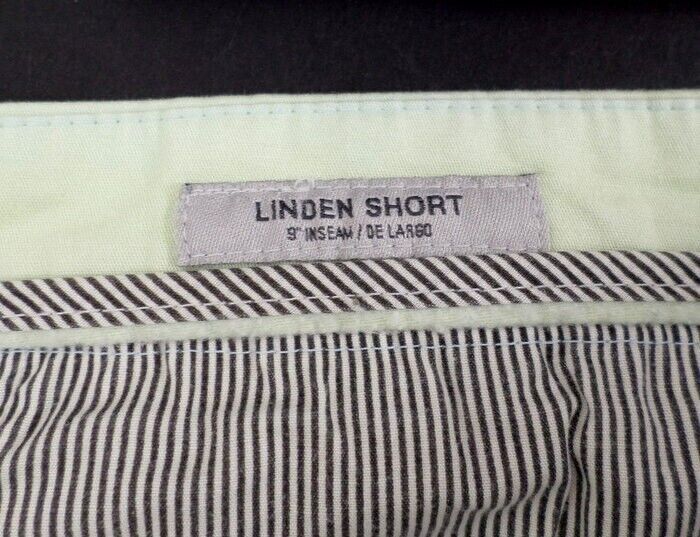 LINDEN SHORT
9" INSEAM / DE LARGO